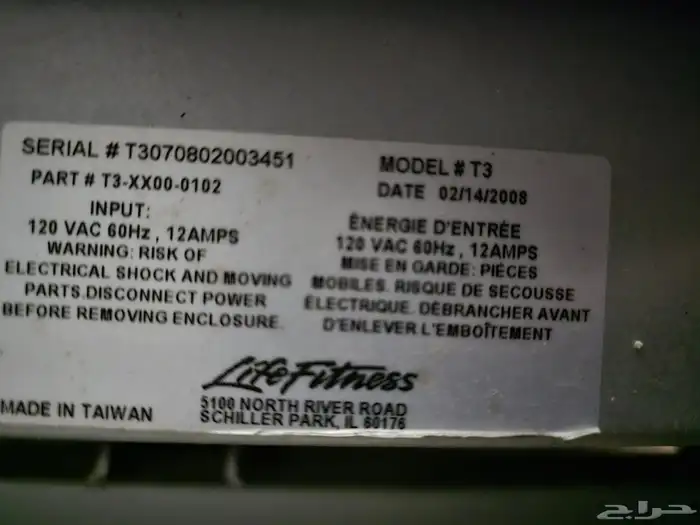 SERIAL # T3070802003451
PART # T3-XX00-0102
INPUT:
120 VAC 60Hz , 12AMPS
WARNING: RISK OF
ELECTRICAL SHOCK AND MOVING
PARTS.DISCONNECT POWER
BEFORE REMOVING ENCLOSURE.
MODEL # T3
DATE 02/14/2008
ÉNERGIE D'ENTRÉE
120 VAC 60HZ , 12AMPS
MISE EN GARDE: PIÈCES
MOBILES. RISQUE DE SECOUSSE
ÉLECTRIQUE. DÉBRANCHER AVANT
D'ENLEVER L'EMBOÎTEMENT
LifeFitness
5100 NORTH RIVER ROAD
SCHILLER PARK, IL 60176
MADE IN TAIWAN
حراج